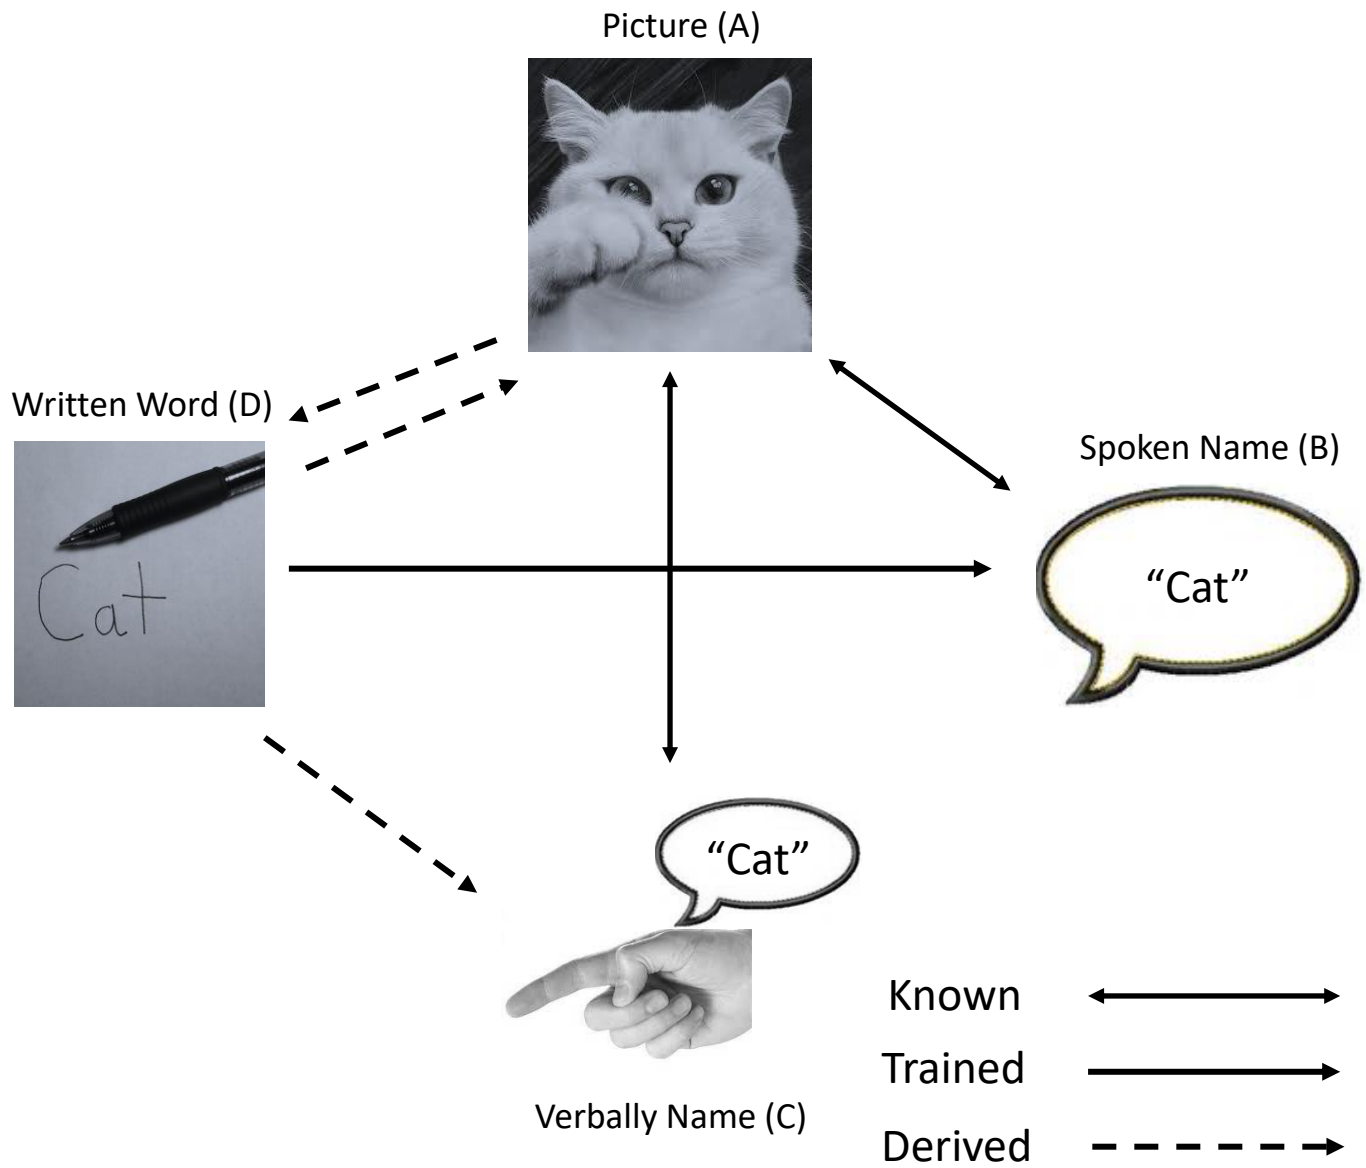 Picture (A)
Written Word (D)
Cat
Spoken Name (B)
“Cat”
“Cat”
Verbally Name (C)
Known
Trained
Derived